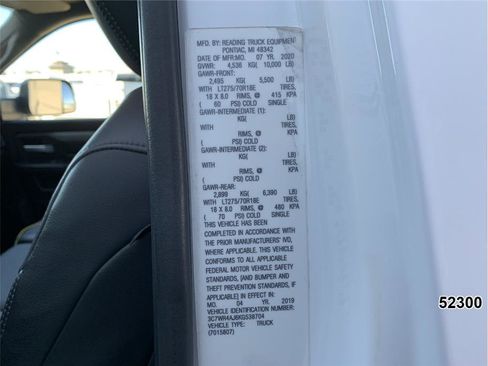 MFD. BY: READING TRUCK EQUIPMENT
PONTIAC, MI 48342
DATE OF MFD.: MO. 07 YR. 2020
GVWR: 4,536 KG( 10,000 LB)
GAWR-FRONT:
2,495 KG( 5,500 LB)
WITH LT275/70R18E TIRES,
18 X 8.0 RIMS, @ 415 KPA
( 60 PSI) COLD SINGLE
GAWR-INTERMEDIATE (1):
KG( LB)
WITH TIRES,
RIMS, @ KPA
( PSI) COLD
GAWR-INTERMEDIATE (2):
KG( LB)
WITH TIRES,
RIMS, @ KPA
( PSI) COLD
GAWR-REAR:
2,899 KG( 6,390 LB)
WITH LT275/70R18E TIRES,
18 X 8.0 RIMS, @ 480 KPA
( 70 PSI) COLD SINGLE
THIS VEHICLE HAS BEEN
COMPLETED IN ACCORDANCE WITH
THE PRIOR MANUFACTURERS' IVD,
WHERE APPLICABLE. THIS VEHICLE
CONFORMS TO ALL APPLICABLE
FEDERAL MOTOR VEHICLE SAFETY
STANDARDS, (AND BUMPER AND
THEFT PREVENTION STANDARDS, IF
APPLICABLE) IN EFFECT IN:
MO. 04 YR. 2019
VEHICLE IDENTIFICATION NUMBER:
3C7WR4AJ6KG538704
VEHICLE TYPE: TRUCK
(7015807)
52300